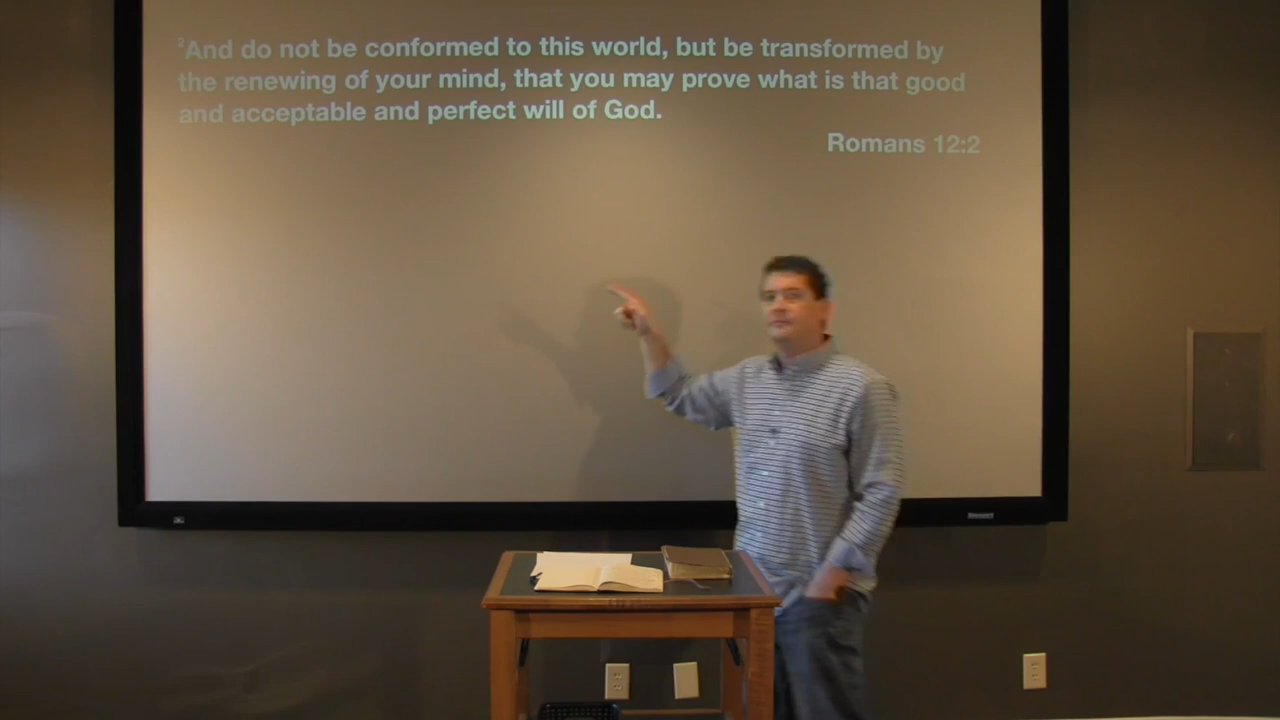 ²And do not be conformed to this world, but be transformed by
the renewing of your mind, that you may prove what is that good
and acceptable and perfect will of God.
Romans 12:2
Stewart